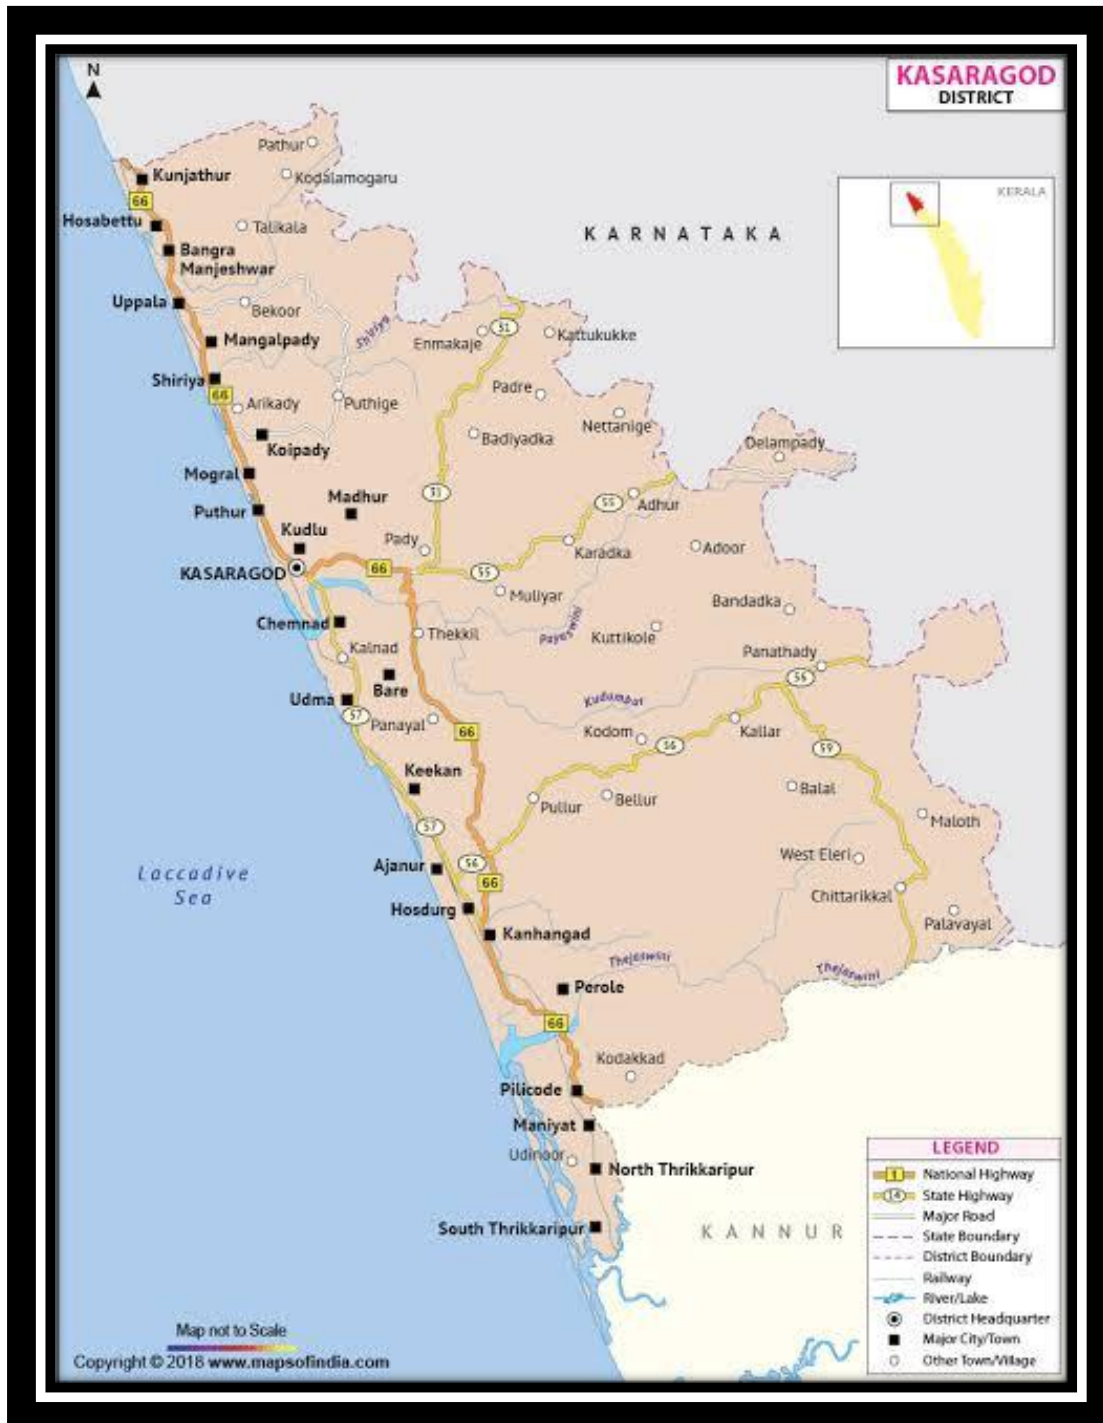 N
KASARAGOD
DISTRICT
Pathur
Kunjathur
Kodalamogaru
KERALA
66
Hosabettu
Talikala
KARNATAKA
Bangra
Manjeshwar
Uppala
Bekoor
Shiriya
31
Kattukukke
Enmakaje
Mangalpady
Shiriya
66
Arikady
Puthige
Padre
Nettanige
Badiyadka
Koipady
Delampady
Mogral
Madhur
31
55
Adhur
Puthur
Kudlu
Pady
Karadka
Adoor
KASARAGOD
66
55
Muliyar
Bandadka
Chemnad
Thekkil
Payaswini
Kuttikole
Kalnad
Panathady
Bare
56
Udma
57
Panayal
66
Kudumbat
Kodom
56
Kallar
59
Keekan
Pullur
Bellur
Balal
Maloth
57
Laccadive
Sea
Ajanur
56
66
West Eleri
Chittarikkal
Hosdurg
Palavayal
Kanhangad
Thejaswini
Thejaswini
Perole
66
Kodakkad
Pilicode
Maniyat
Udinoor
North Thrikkaripur
South Thrikkaripur
KANNUR
LEGEND
1 National Highway
14 State Highway
Major Road
State Boundary
District Boundary
Railway
River/Lake
District Headquarter
Major City/Town
Other Town/Village
Map not to Scale
Copyright © 2018 www.mapsofindia.com